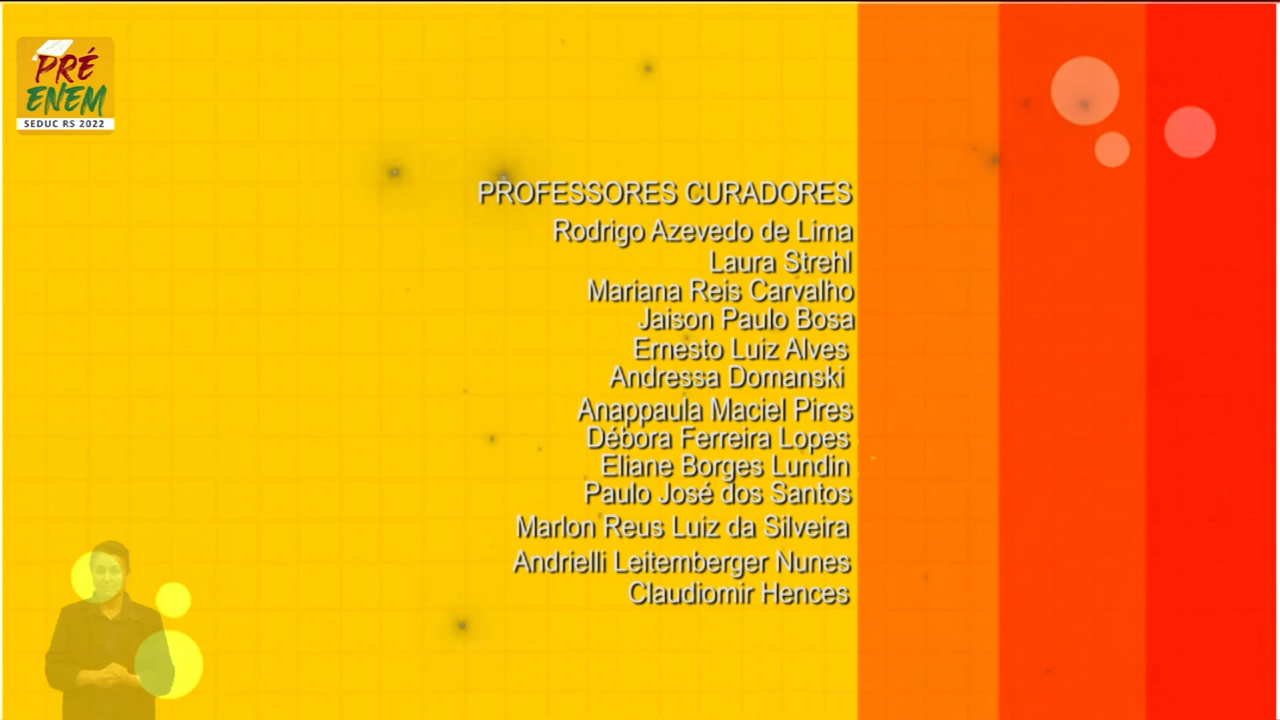 PRÉ
ENEM
SEDUC RS 2022
PROFESSORES CURADORES
Rodrigo Azevedo de Lima
Laura Strehl
Mariana Reis Carvalho
Jaison Paulo Bosa
Ernesto Luiz Alves
Andressa Domanski
Anappaula Maciel Pires
Débora Ferreira Lopes
Eliane Borges Lundin
Paulo José dos Santos
Marlon Reus Luiz da Silveira
Andrielli Leitemberger Nunes
Claudiomir Hences